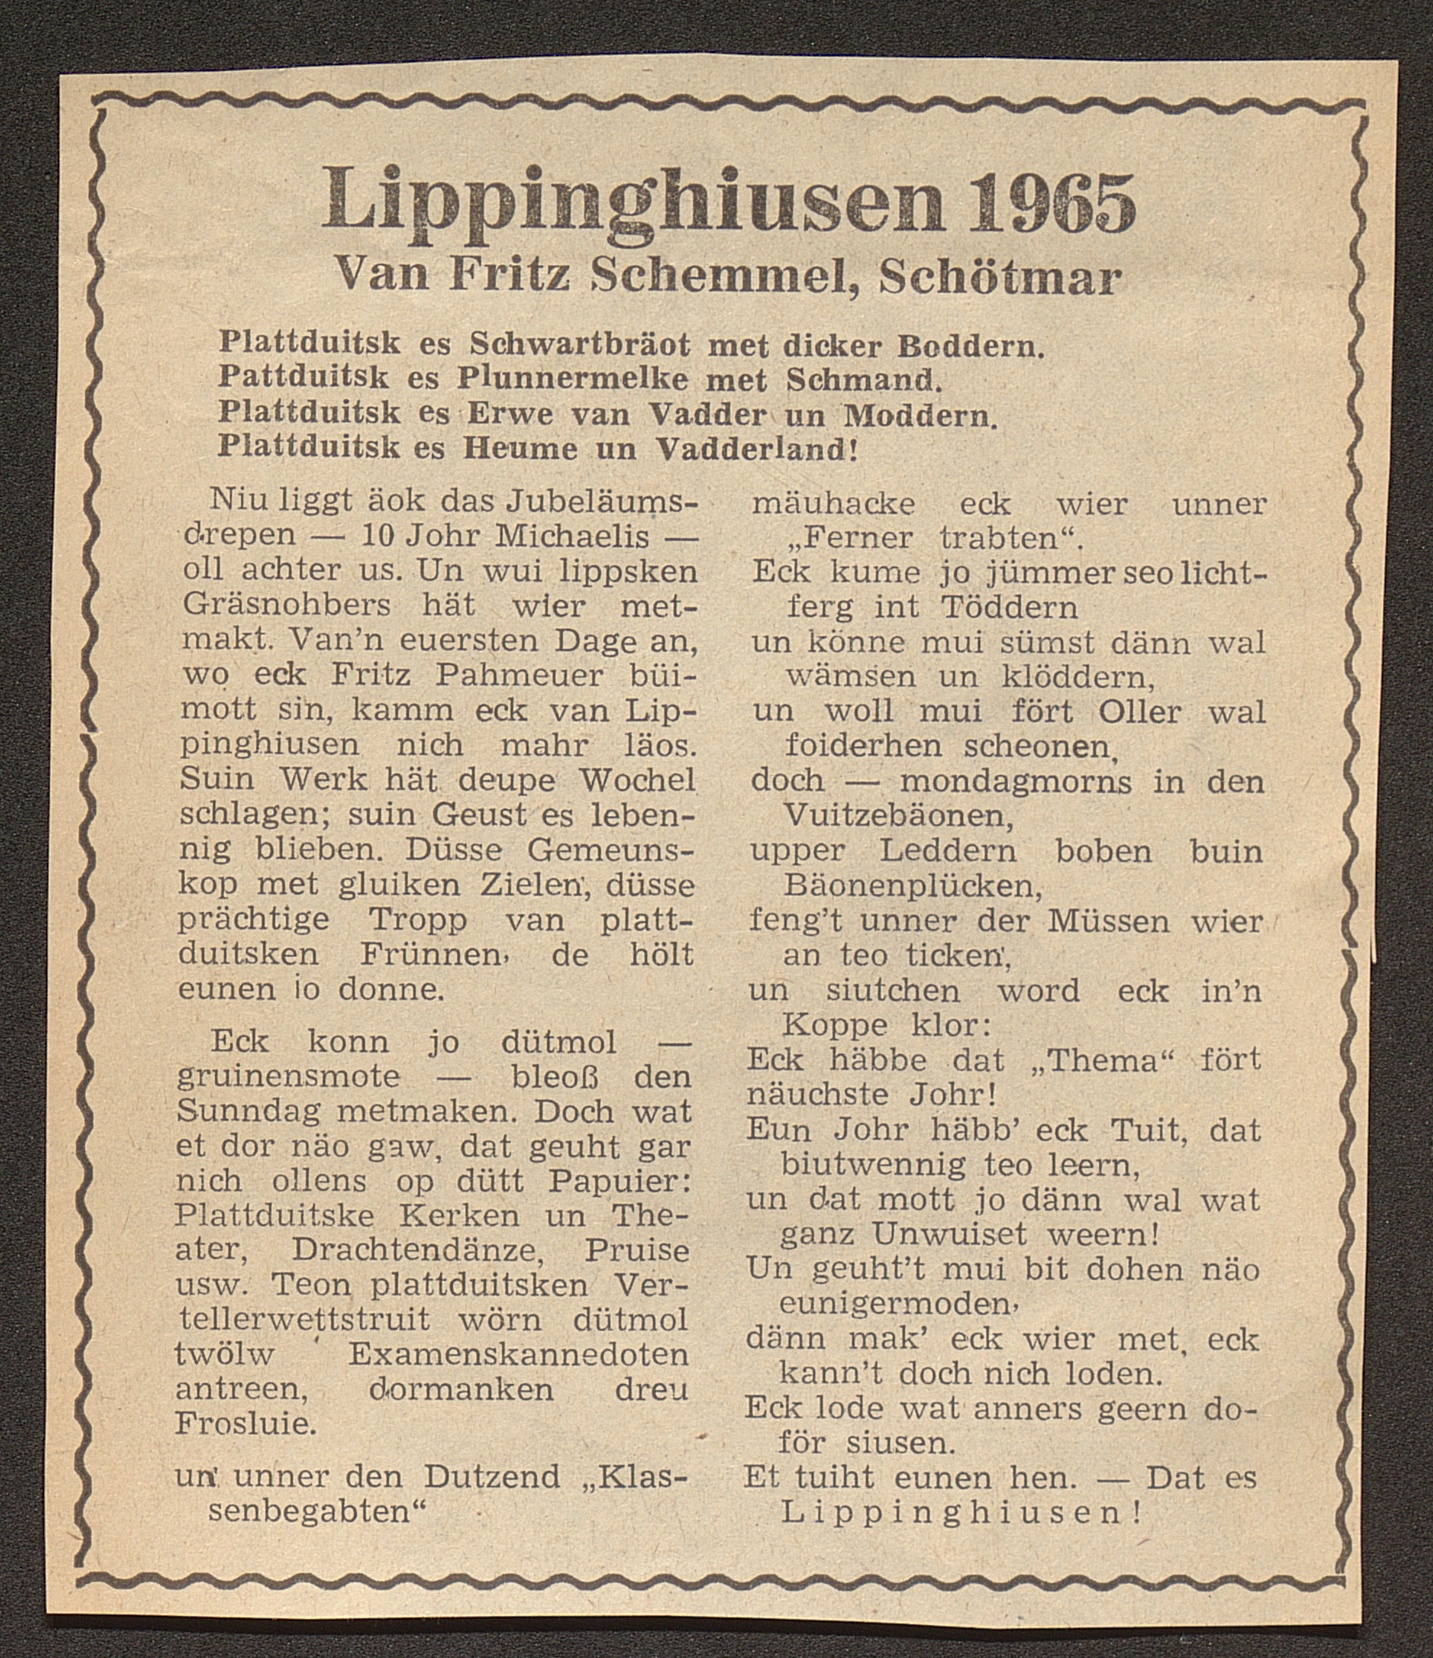 Lippinghiusen 1965
Van Fritz Schemmel, Schötmar
Plattduitsk es Schwartbräot met dicker Boddern.
Pattduitsk es Plunnermelke met Schmand.
Plattduitsk es Erwe van Vadder un Moddern.
Plattduitsk es Heume un Vadderland!
Niu liggt äok das Jubeläums-
drepen — 10 Johr Michaelis —
oll achter us. Un wui lippsken
Gräsnohbers hät wier met-
makt. Van'n euersten Dage an,
wo eck Fritz Pahmeuer büi-
mott sin, kamm eck van Lip-
pinghiusen nich mahr läos.
Suin Werk hät deupe Wochel
schlagen; suin Geust es leben-
nig blieben. Düsse Gemeuns-
kop met gluiken Zielen, düsse
prächtige Tropp van platt-
duitsken Frünnen, de hölt
eunen io donne.
Eck konn jo dütmol —
gruinensmote — bleoß den
Sunndag metmaken. Doch wat
et dor näo gaw, dat geuht gar
nich ollens op dütt Papuier:
Plattduitske Kerken un The-
ater, Drachtendänze, Pruise
usw. Teon plattduitsken Ver-
tellerwettstruit wörn dütmol
twölw Examenskannedoten
antreen, dormanken dreu
Frosluie.
un unner den Dutzend „Klas-
senbegabten“
mäuhacke eck wier unner
„Ferner trabten“.
Eck kume jo jümmer seo licht-
ferg int Töddern
un könne mui sümst dänn wal
wämsen un klöddern,
un woll mui fört Oller wal
foiderhen scheonen,
doch — mondagmorns in den
Vuitzebäonen,
upper Leddern boben buin
Bäonenplücken,
feng't unner der Müssen wier
an teo ticken,
un siutchen word eck in'n
Koppe klor:
Eck häbbe dat „Thema“ fört
näuchste Johr!
Eun Johr häbb' eck Tuit, dat
biutwennig teo leern,
un dat mott jo dänn wal wat
ganz Unwuiset weern!
Un geuht't mui bit dohen näo
eunigermoden,
dänn mak' eck wier met, eck
kann't doch nich loden.
Eck lode wat anners geern do-
för siusen.
Et tuiht eunen hen. — Dat es
Lippinghiusen!